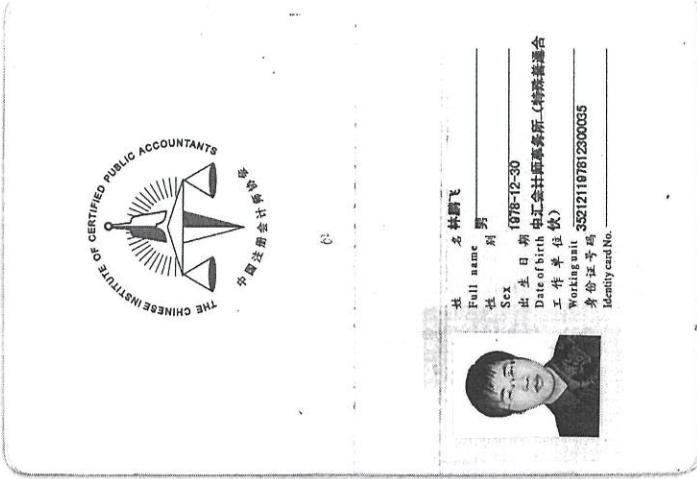 THE CHINESE INSTITUTE OF CERTIFIED PUBLIC ACCOUNTANTS
中国注册会计师协会
姓 名 林鹏飞
Full name
性 别 男
Sex
出 生 日 期 1978-12-30
Date of birth
工 作 单 位 中汇会计师事务所(特殊普通合伙)
Working unit
身份证号码 352121197812300035
Identity card No.